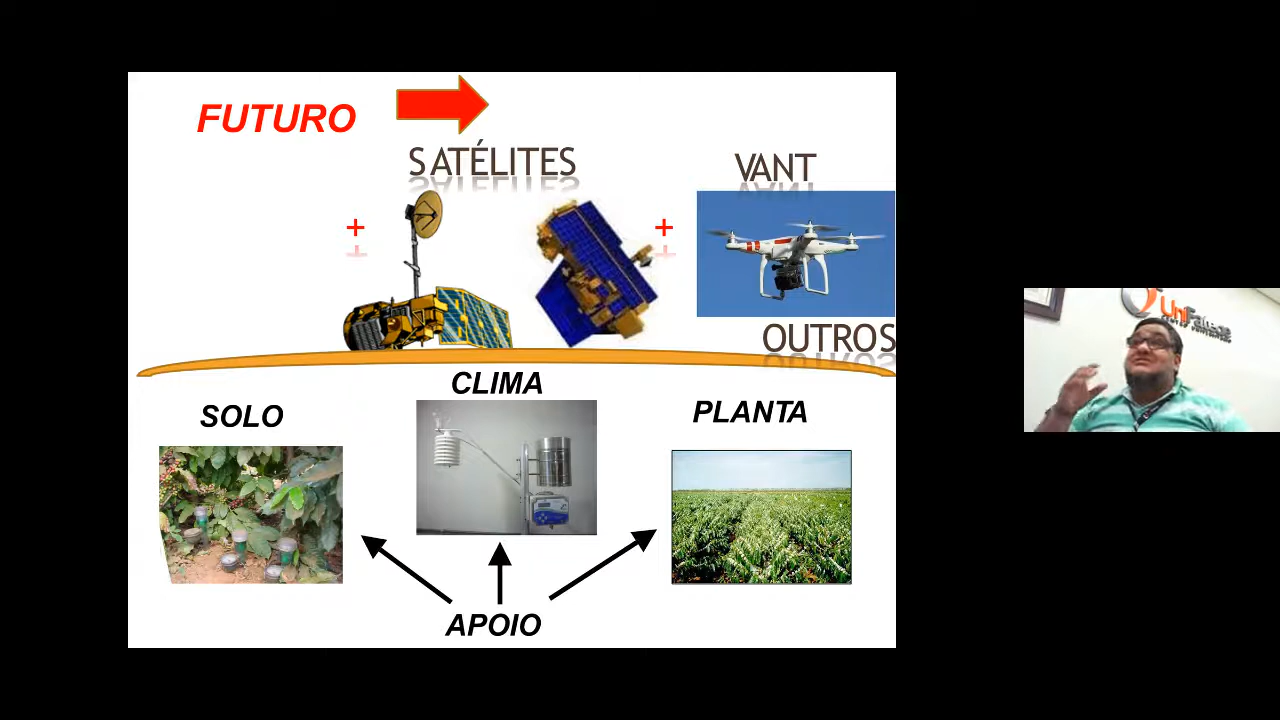 FUTURO
SATÉLITES
VANT
+
+
OUTROS
CLIMA
SOLO
PLANTA
APOIO